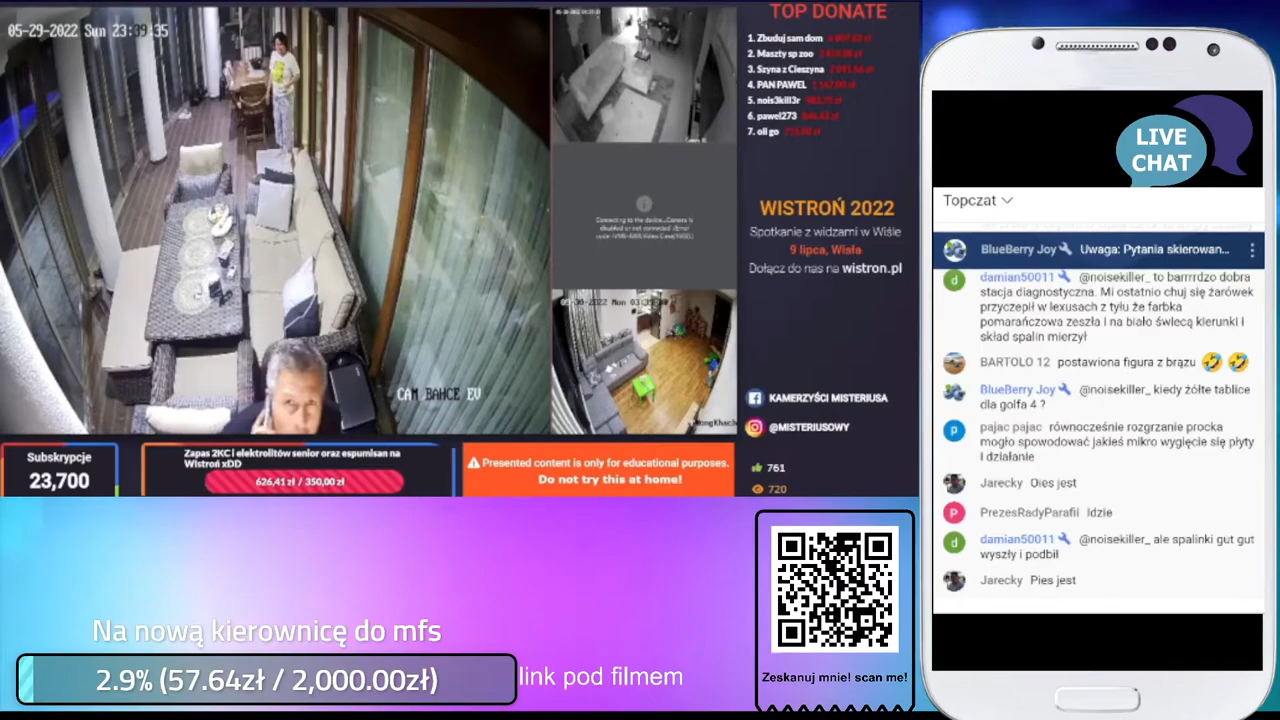 05-29-2022 Sun 23:39:35
CAM BAHCE EV
TOP DONATE
1. Zbuduj sam dom
2. Maszty sp zoo
3. Szyna z Cieszyna
4. PAN PAWEL
5. nois3kill3r
6. pawel273
7. oli go
WISTROŃ 2022
Spotkanie z widzami w Wiśle
9 lipca, Wisła
Dołącz do nas na wistron.pl
KAMERZYŚCI MISTERIUSA
@MISTERIUSOWY
761
720
Subskrypcje
23,700
Zapas 2KC i elektrolitów senior oraz espumisan na
Wistroń xDD
626,41 zł / 350,00 zł
Presented content is only for educational purposes.
Do not try this at home!
Na nową kierownicę do mfs
2.9% (57.64zł / 2,000.00zł)
link pod filmem
Zeskanuj mnie! scan me!
LIVE
CHAT
Topczat
BlueBerry Joy Uwaga: Pytania skierowan...
damian50011 @noisekiller_ to barrrrdzo dobra
stacja diagnostyczna. Mi ostatnio chuj się żarówek
przyczepił w lexusach z tyłu że farbka
pomarańczowa zeszła i na biało świecą kierunki i
skład spalin mierzył
BARTOLO 12 postawiona figura z brązu 🤣 🤣
BlueBerry Joy @noisekiller_ kiedy żółte tablice
dla golfa 4 ?
pajac pajac równocześnie rozgrzanie procka
mogło spowodować jakieś mikro wygięcie się płyty
i działanie
Jarecky Oies jest
PrezesRadyParafii Idzie
damian50011 @noisekiller_ ale spalinki gut gut
wyszły i podbił
Jarecky Pies jest